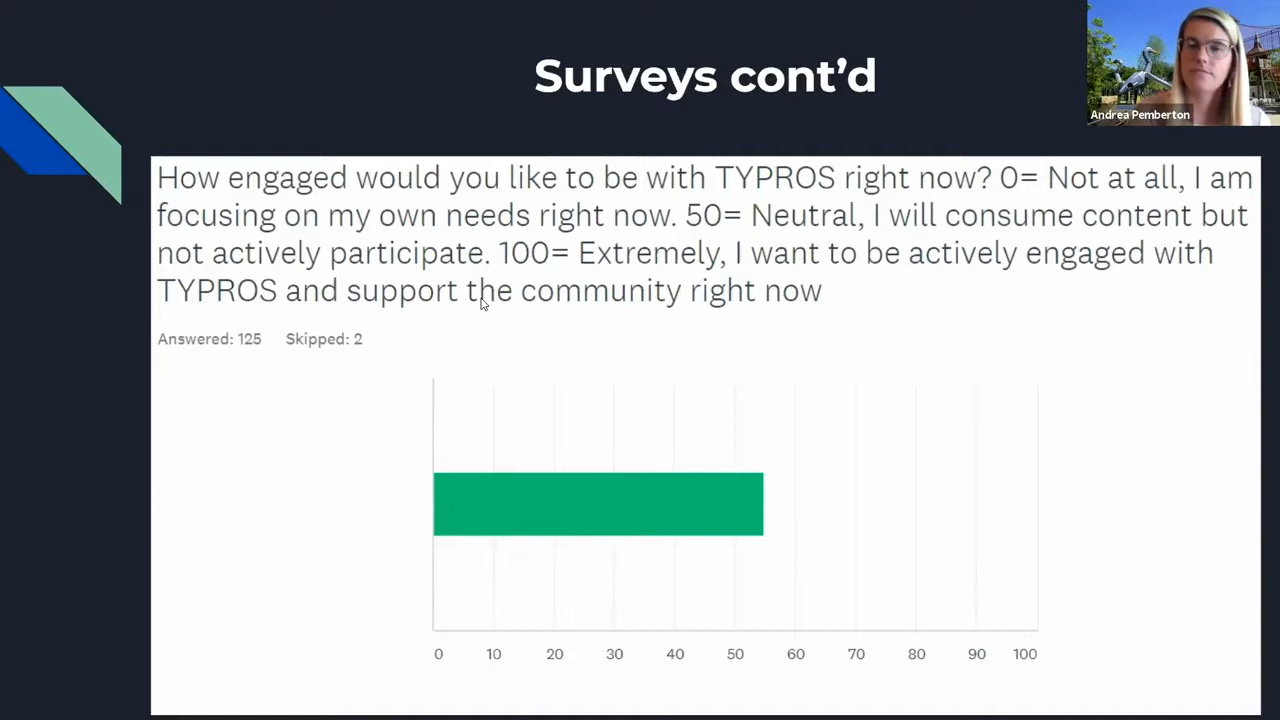 Surveys cont’d
Andrea Pemberton
How engaged would you like to be with TYPROS right now? 0= Not at all, I am
focusing on my own needs right now. 50= Neutral, I will consume content but
not actively participate. 100= Extremely, I want to be actively engaged with
TYPROS and support the community right now
Answered: 125 Skipped: 2
0 10 20 30 40 50 60 70 80 90 100